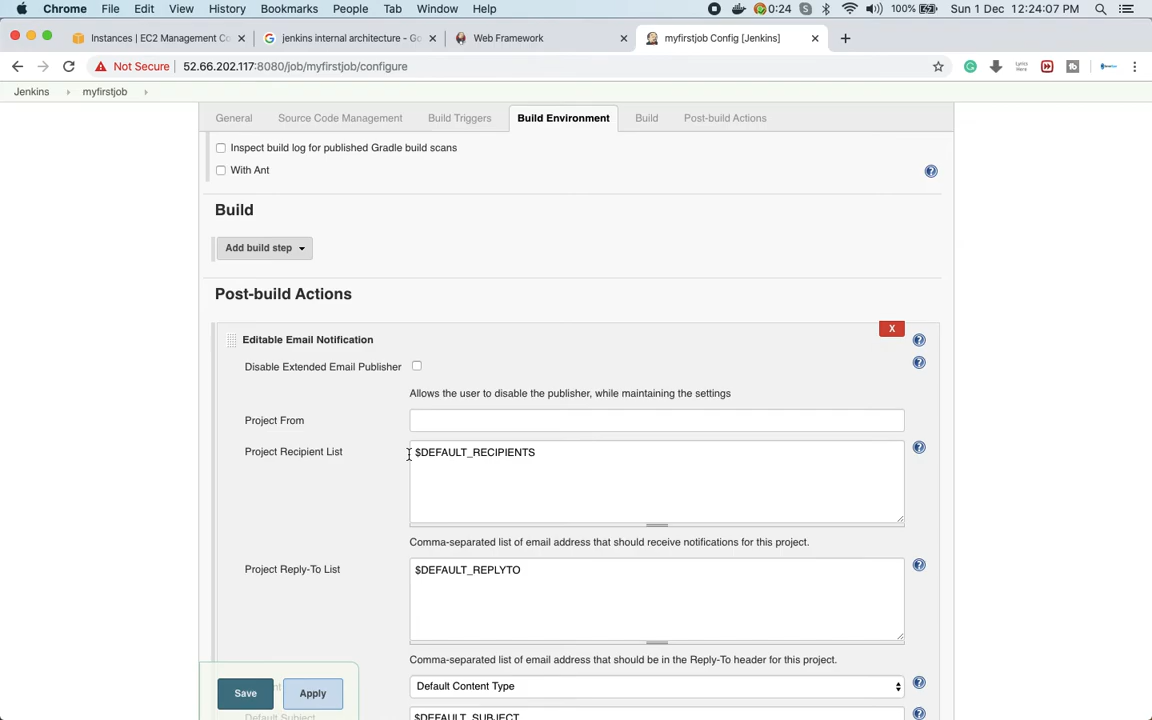 Chrome File Edit View History Bookmarks People Tab Window Help 0:24 100% Sun 1 Dec 12:24:07 PM
Instances | EC2 Management Co
jenkins internal architecture - Go
Web Framework
myfirstjob Config [Jenkins]
Not Secure | 52.66.202.117:8080/job/myfirstjob/configure
Jenkins myfirstjob
General Source Code Management Build Triggers Build Environment Build Post-build Actions
Inspect build log for published Gradle build scans
With Ant
Build
Add build step
Post-build Actions
X
Editable Email Notification
Disable Extended Email Publisher
Allows the user to disable the publisher, while maintaining the settings
Project From
Project Recipient List
$DEFAULT_RECIPIENTS
Comma-separated list of email address that should receive notifications for this project.
Project Reply-To List
$DEFAULT_REPLYTO
Comma-separated list of email address that should be in the Reply-To header for this project.
Default Content Type
Save
Apply
Default Subject
$DEFAULT_SUBJECT